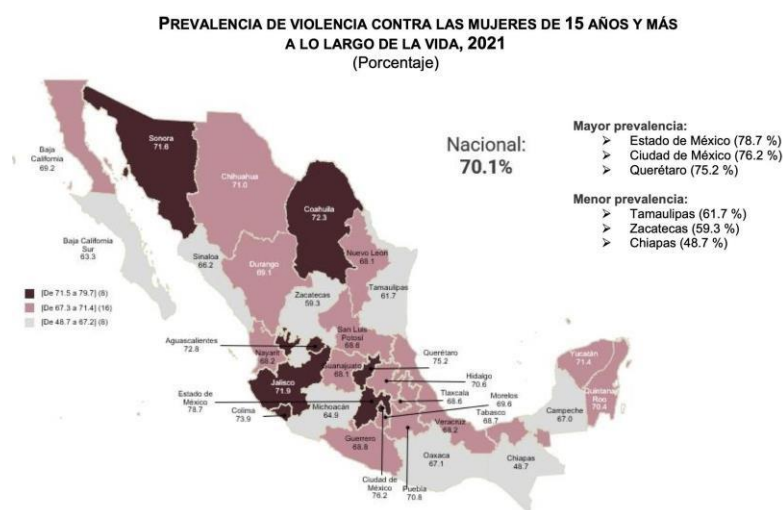 PREVALENCIA DE VIOLENCIA CONTRA LAS MUJERES DE 15 AÑOS Y MÁS
A LO LARGO DE LA VIDA, 2021
(Porcentaje)
Nacional:
70.1%
Mayor prevalencia:
➢ Estado de México (78.7 %)
➢ Ciudad de México (76.2 %)
➢ Querétaro (75.2 %)
Menor prevalencia:
➢ Tamaulipas (61.7 %)
➢ Zacatecas (59.3 %)
➢ Chiapas (48.7 %)
Baja
California
69.2
Sonora
71.6
Chihuahua
71.0
Coahuila
72.3
Baja California
Sur
63.3
Sinaloa
66.2
Durango
69.1
Nuevo León
68.1
Zacatecas
59.3
Tamaulipas
61.7
[De 71.5 a 79.7] (8)
[De 67.3 a 71.4] (16)
[De 48.7 a 67.2] (8)
Aguascalientes
72.8
Nayarit
68.2
San Luis
Potosí
68.6
Guanajuato
68.1
Querétaro
75.2
Hidalgo
70.6
Jalisco
71.9
Estado de
México
78.7
Colima
73.9
Michoacán
64.9
Tlaxcala
68.6
Morelos
69.6
Tabasco
68.7
Veracruz
68.2
Guerrero
68.8
Ciudad de
México
76.2
Puebla
70.8
Oaxaca
67.1
Chiapas
48.7
Campeche
67.0
Yucatán
71.4
Quintana
Roo
70.4